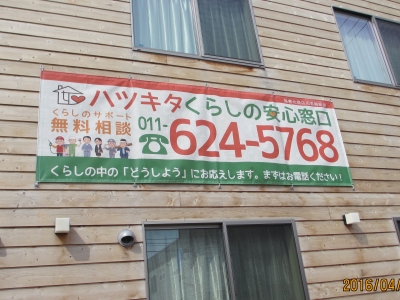 ハツキタくらしの安心窓口
くらしのサポート
無料相談
011-
624-5768
くらしの中の「どうしよう」にお応えします。まずはお電話ください!
2016/04